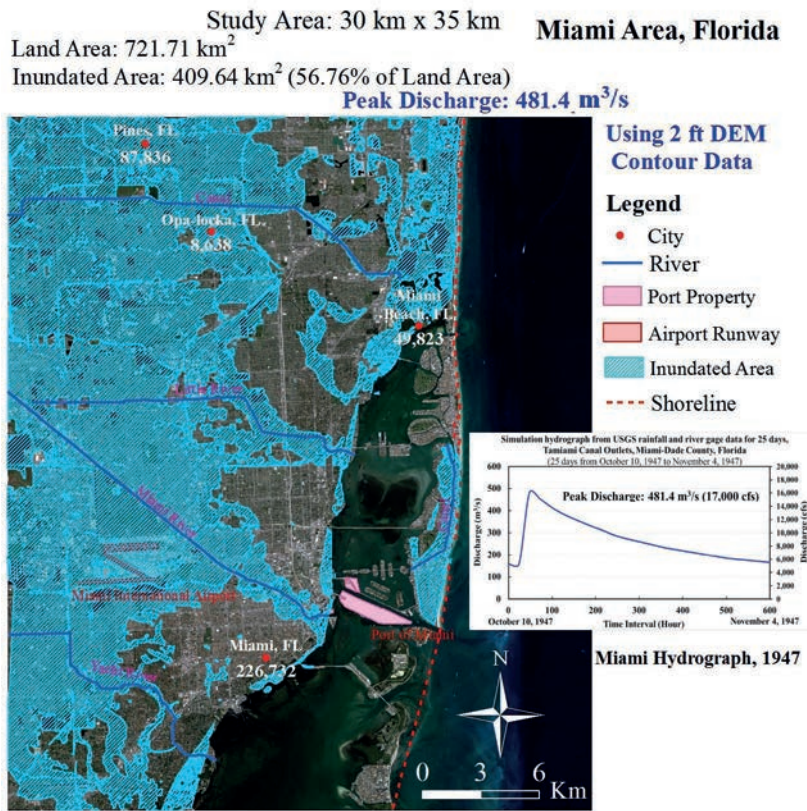 Study Area: 30 km x 35 km
Miami Area, Florida
Land Area: 721.71 km²
Inundated Area: 409.64 km² (56.76% of Land Area)
Peak Discharge: 481.4 m³/s
Using 2 ft DEM
Contour Data
Legend
City
River
Port Property
Airport Runway
Inundated Area
Shoreline
Pines, FL
87,836
Canal
Opa-locka, FL.
8,638
Miami
Beach, FL.
49,823
River
Miami River
Miami International Airport
Port of Miami
Miami, FL
226,732
River
N
0 3 6
Km
Simulation hydrograph from USGS rainfall and river gage data for 25 days,
Tamiami Canal Outlets, Miami-Dade County, Florida
(25 days from October 10, 1947 to November 4, 1947)
Peak Discharge: 481.4 m³/s (17,000 cfs)
Discharge (m³/s)
600
500
400
300
200
100
0
Discharge (cfs)
20,000
18,000
16,000
14,000
12,000
10,000
8,000
6,000
4,000
2,000
0
0 100 200 300 400 500 600
October 10, 1947 Time Interval (Hour) November 4, 1947
Miami Hydrograph, 1947